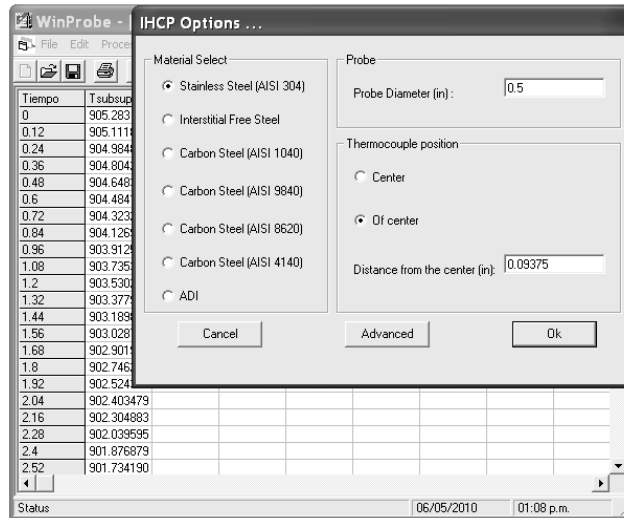 WinProbe - [
IHCP Options ...
File Edit Proce
Material Select
Stainless Steel (AISI 304)
Interstitial Free Steel
Carbon Steel (AISI 1040)
Carbon Steel (AISI 9840)
Carbon Steel (AISI 8620)
Carbon Steel (AISI 4140)
ADI
Probe
Probe Diameter (in) : 0.5
Thermocouple position
Center
Of center
Distance from the center (in): 0.09375
Cancel Advanced Ok
Tiempo Tsubsup
0 905.283
0.12 905.111
0.24 904.984
0.36 904.804
0.48 904.648
0.6 904.484
0.72 904.323
0.84 904.126
0.96 903.912
1.08 903.735
1.2 903.530
1.32 903.377
1.44 903.189
1.56 903.028
1.68 902.901
1.8 902.746
1.92 902.524
2.04 902.403479
2.16 902.304883
2.28 902.039595
2.4 901.876879
2.52 901.734190
Status 06/05/2010 01:08 p.m.